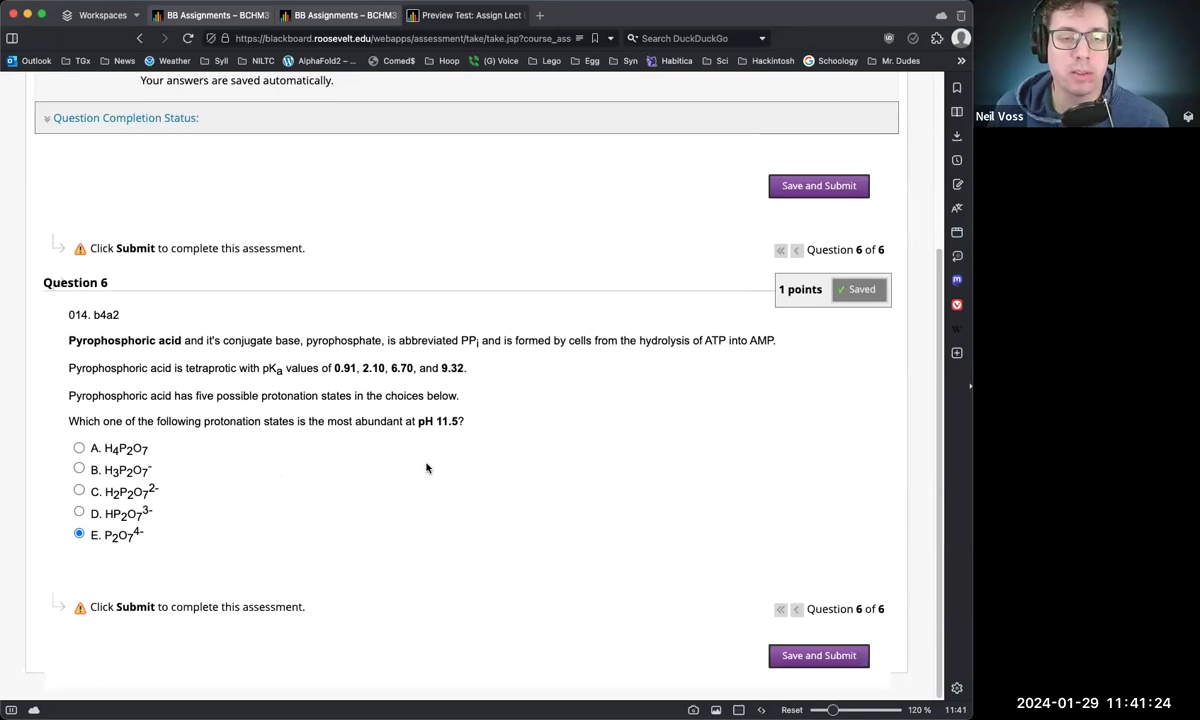 Workspaces
BB Assignments – BCHM3
BB Assignments – BCHM3
Preview Test: Assign Lect
https://blackboard.roosevelt.edu/webapps/assessment/take/take.jsp?course_ass
Search DuckDuckGo
Outlook TGx News Weather Syll NILTC AlphaFold2 – ... Comed$ Hoop (G) Voice Lego Egg Syn Habitica Sci Hackintosh Schoology Mr. Dudes
Your answers are saved automatically.
Question Completion Status:
Save and Submit
Click Submit to complete this assessment.
Question 6 of 6
Question 6
1 points
Saved
014. b4a2
Pyrophosphoric acid and it's conjugate base, pyrophosphate, is abbreviated PPi and is formed by cells from the hydrolysis of ATP into AMP.
Pyrophosphoric acid is tetraprotic with pKa values of 0.91, 2.10, 6.70, and 9.32.
Pyrophosphoric acid has five possible protonation states in the choices below.
Which one of the following protonation states is the most abundant at pH 11.5?
A. H4P2O7
B. H3P2O7-
C. H2P2O72-
D. HP2O73-
E. P2O74-
Click Submit to complete this assessment.
Question 6 of 6
Save and Submit
Reset
120 %
11:41
Neil Voss
2024-01-29 11:41:24